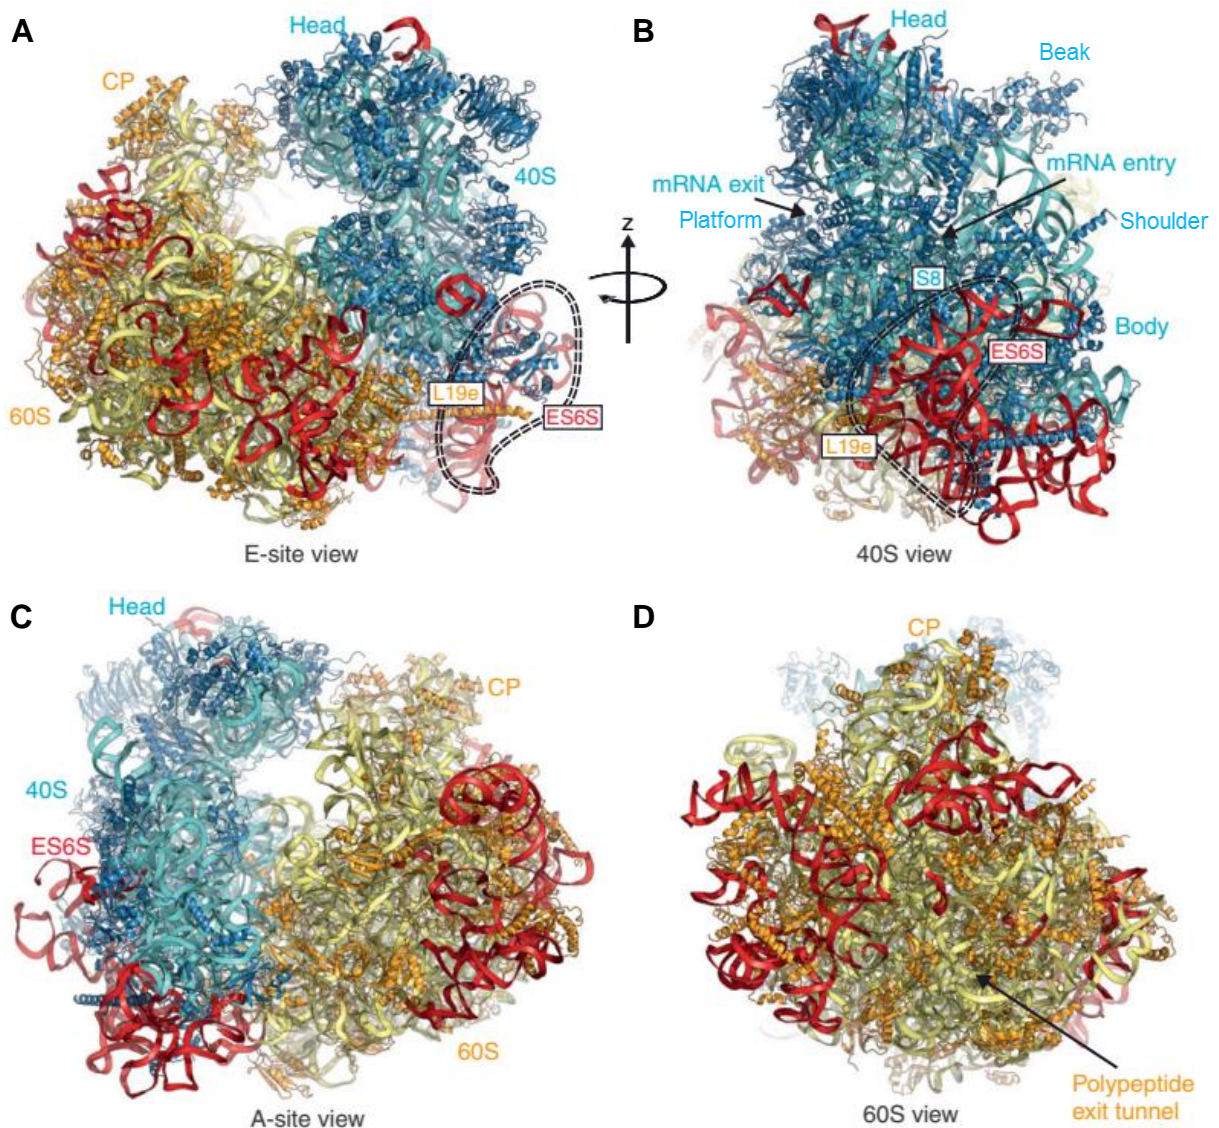 A
Head
CP
40S
60S
L19e
ES6S
E-site view
z
B
Head
Beak
mRNA exit
mRNA entry
Platform
Shoulder
S8
Body
ES6S
L19e
40S view
C
Head
CP
40S
ES6S
60S
A-site view
D
CP
Polypeptide
exit tunnel
60S view